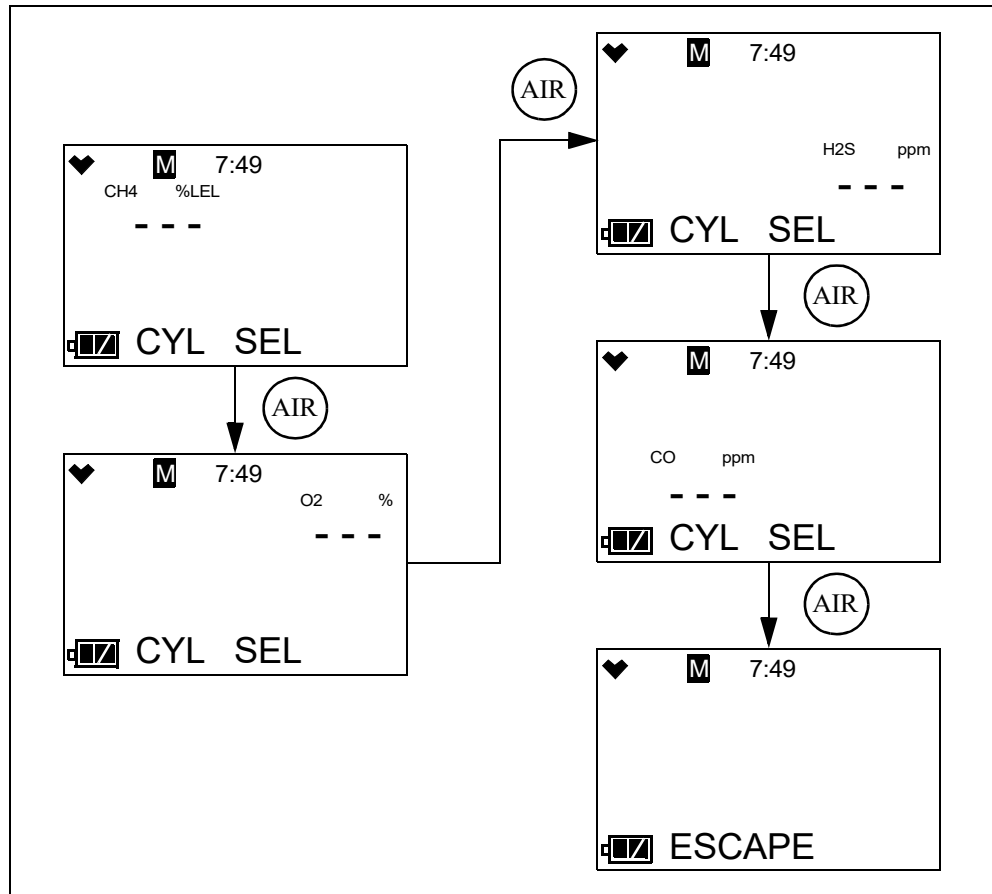 M 7:49
CH4 %LEL
- - -
CYL SEL
AIR
M 7:49
O2 %
- - -
CYL SEL
AIR
M 7:49
H2S ppm
- - -
CYL SEL
AIR
M 7:49
CO ppm
- - -
CYL SEL
AIR
M 7:49
ESCAPE